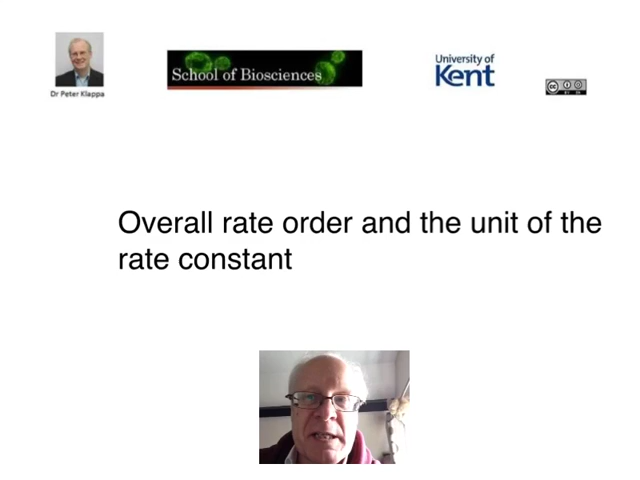 Dr Peter Klappa
School of Biosciences
University of
Kent
cc
Overall rate order and the unit of the
rate constant